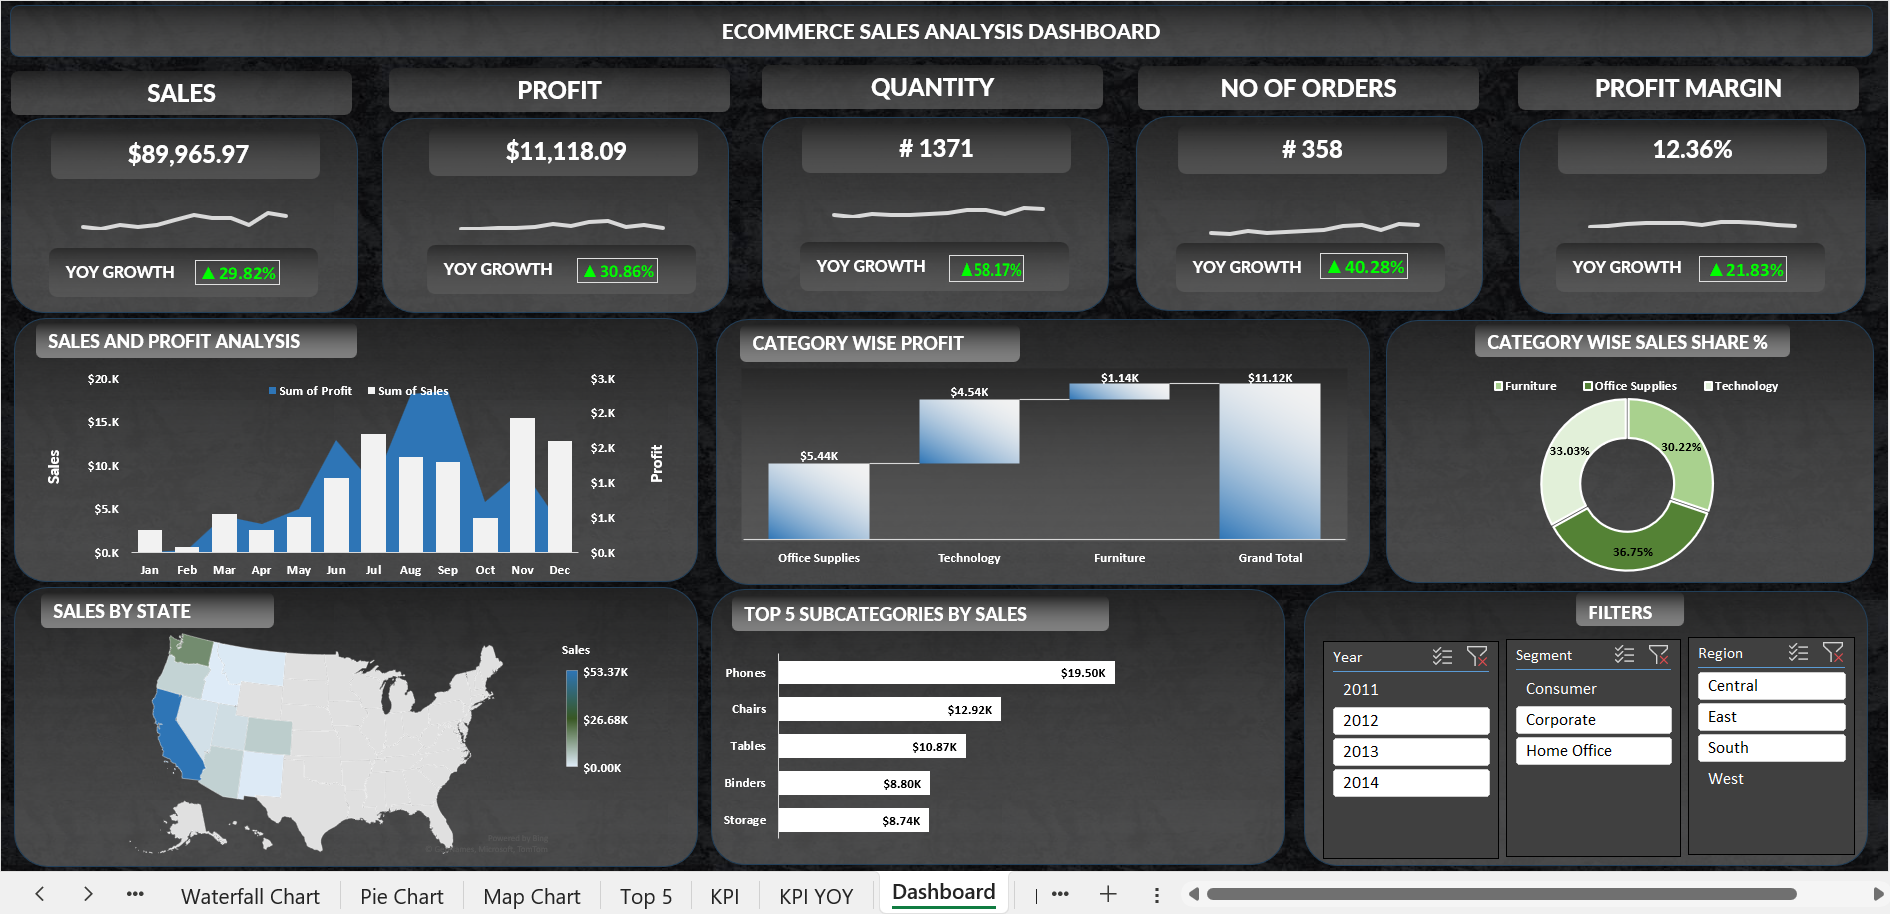 ECOMMERCE SALES ANALYSIS DASHBOARD
SALES
PROFIT
QUANTITY
NO OF ORDERS
PROFIT MARGIN
$89,965.97
$11,118.09
# 1371
# 358
12.36%
YOY GROWTH ▲29.82%
YOY GROWTH ▲30.86%
YOY GROWTH ▲58.17%
YOY GROWTH ▲40.28%
YOY GROWTH ▲21.83%
SALES AND PROFIT ANALYSIS
Sum of Profit Sum of Sales
$20.K
$15.K
$10.K
$5.K
$0.K
Sales
$3.K
$2.K
$2.K
$1.K
$1.K
$0.K
Profit
Jan Feb Mar Apr May Jun Jul Aug Sep Oct Nov Dec
CATEGORY WISE PROFIT
$5.44K
$4.54K
$1.14K
$11.12K
Office Supplies Technology Furniture Grand Total
CATEGORY WISE SALES SHARE %
Furniture Office Supplies Technology
33.03%
30.22%
36.75%
SALES BY STATE
Sales
$53.37K
$26.68K
$0.00K
Powered by Bing
TOP 5 SUBCATEGORIES BY SALES
Phones $19.50K
Chairs $12.92K
Tables $10.87K
Binders $8.80K
Storage $8.74K
FILTERS
Year
2011
2012
2013
2014
Segment
Consumer
Corporate
Home Office
Region
Central
East
South
West
Waterfall Chart Pie Chart Map Chart Top 5 KPI KPI YOY Dashboard